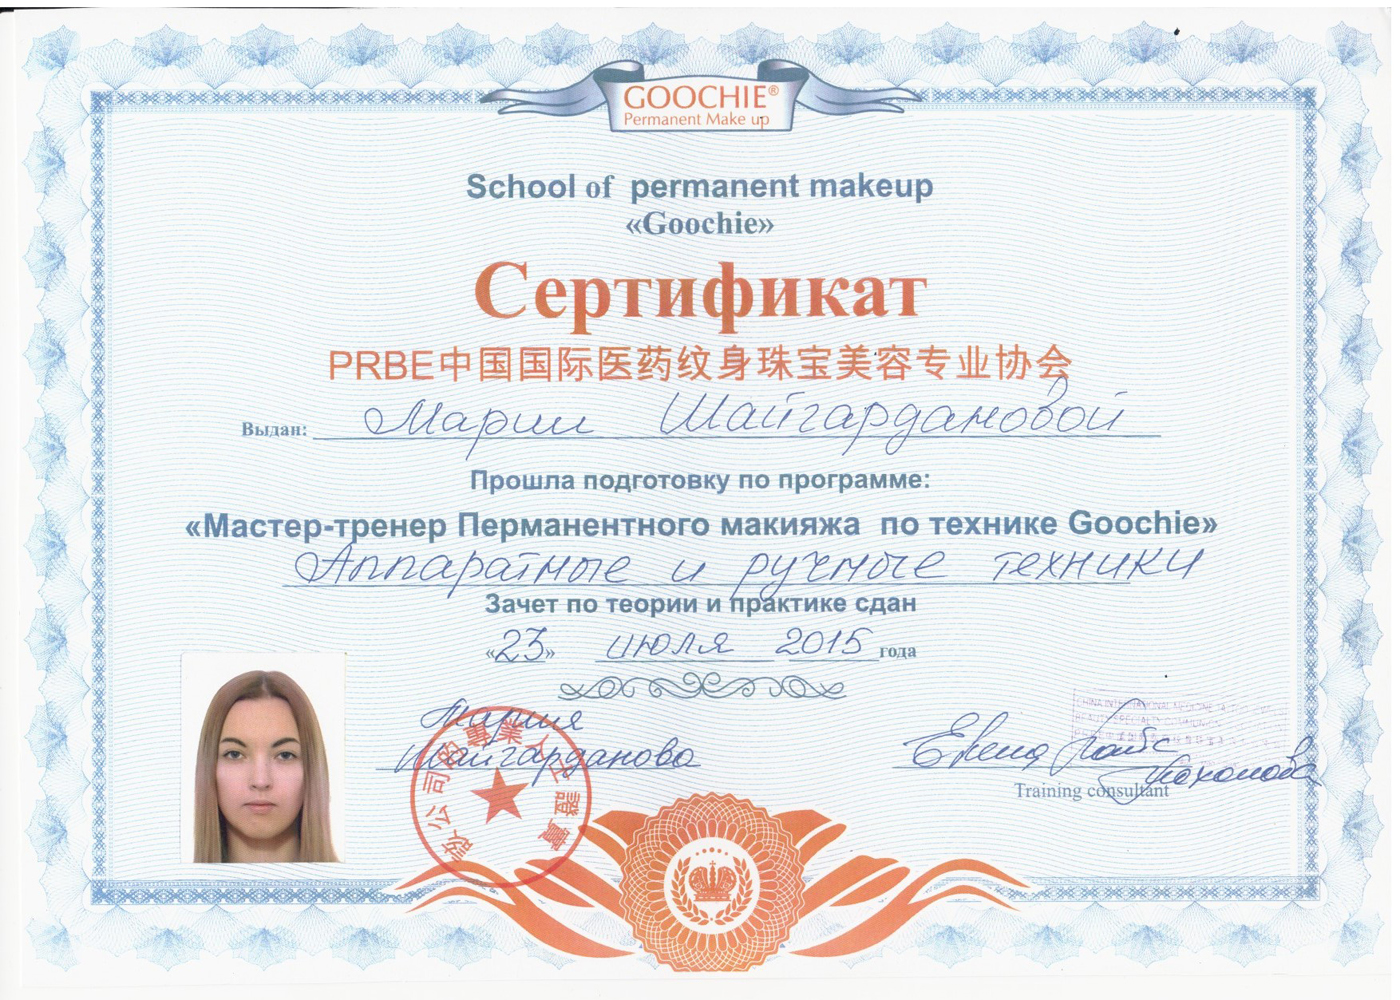 GOOCHIE®
Permanent Make up
School of permanent makeup
«Goochie»
Сертификат
PRBE中国国际医药纹身珠宝美容专业协会
Выдан: Марии Шайгардановой
Прошла подготовку по программе:
«Мастер-тренер Перманентного макияжа по технике Goochie»
Аппаратные и ручные техники
Зачет по теории и практике сдан
«23» июля 2015 года
Мария
Шайгарданова
Елена
Training consultant